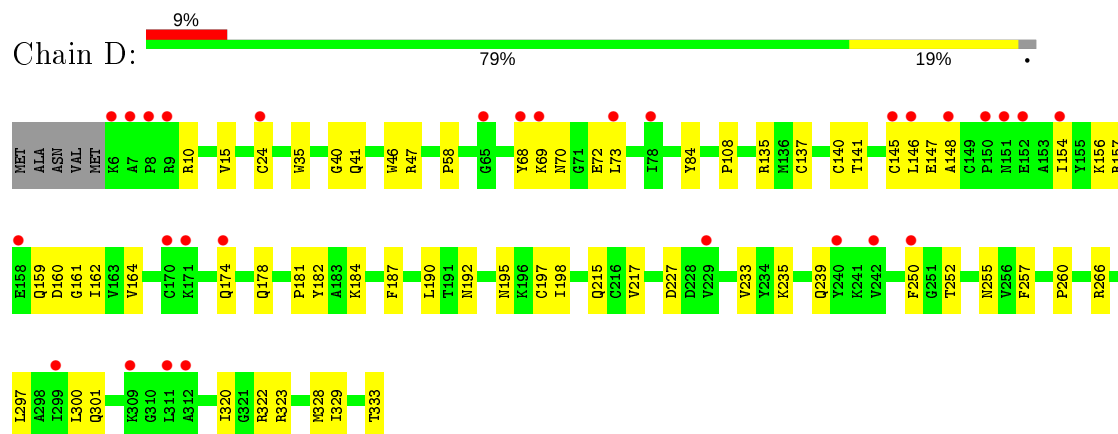 9%
Chain D:
79%
19%
MET ALA ASN VAL MET K6 A7 P8 R9 R10 V15 C24 W35 G40 Q41 W46 R47 P58 G65 Y68 K69 N70 G71 E72 L73 I78 Y84 P108 R135 M136 C137 C140 T141 C145 L146 E147 A148 C149 P150 N151 E152 A153 I154 Y155 K156 R157
E158 Q159 D160 G161 I162 V163 V164 C170 K171 Q174 Q178 P181 Y182 A183 K184 F187 L190 T191 N192 N195 K196 C197 I198 Q215 C216 V217 D227 D228 V229 V233 Y234 K235 Q239 Y240 K241 V242 F250 G251 T252 N255 V256 F257 P260 R266
L297 A298 I299 L300 Q301 K309 G310 L311 A312 I320 G321 R322 R323 M328 I329 T333